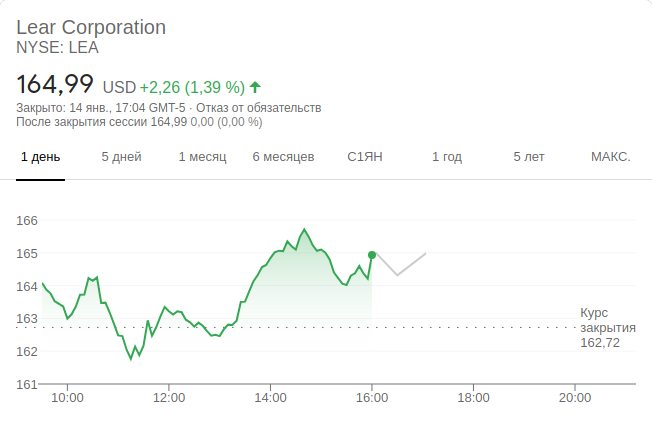 Lear Corporation
NYSE: LEA
164,99 USD +2,26 (1,39 %)
Закрыто: 14 янв., 17:04 GMT-5 · Отказ от обязательств
После закрытия сессии 164,99 0,00 (0,00 %)
1 день 5 дней 1 месяц 6 месяцев С1ЯН 1 год 5 лет МАКС.
166
165
164
163
162
161
Курс
закрытия
162,72
10:00 12:00 14:00 16:00 18:00 20:00